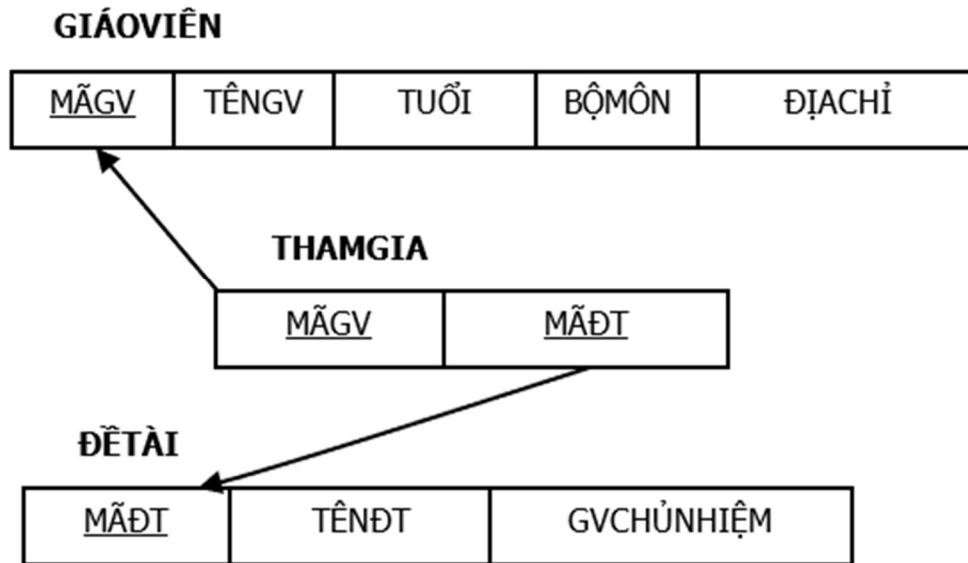 GIÁOVIÊN
MÃGV TÊNGV TUỔI BỘMÔN ĐỊACHỈ
THAMGIA
MÃGV MÃĐT
ĐỀTÀI
MÃĐT TÊNĐT GVCHỦNHIỆM